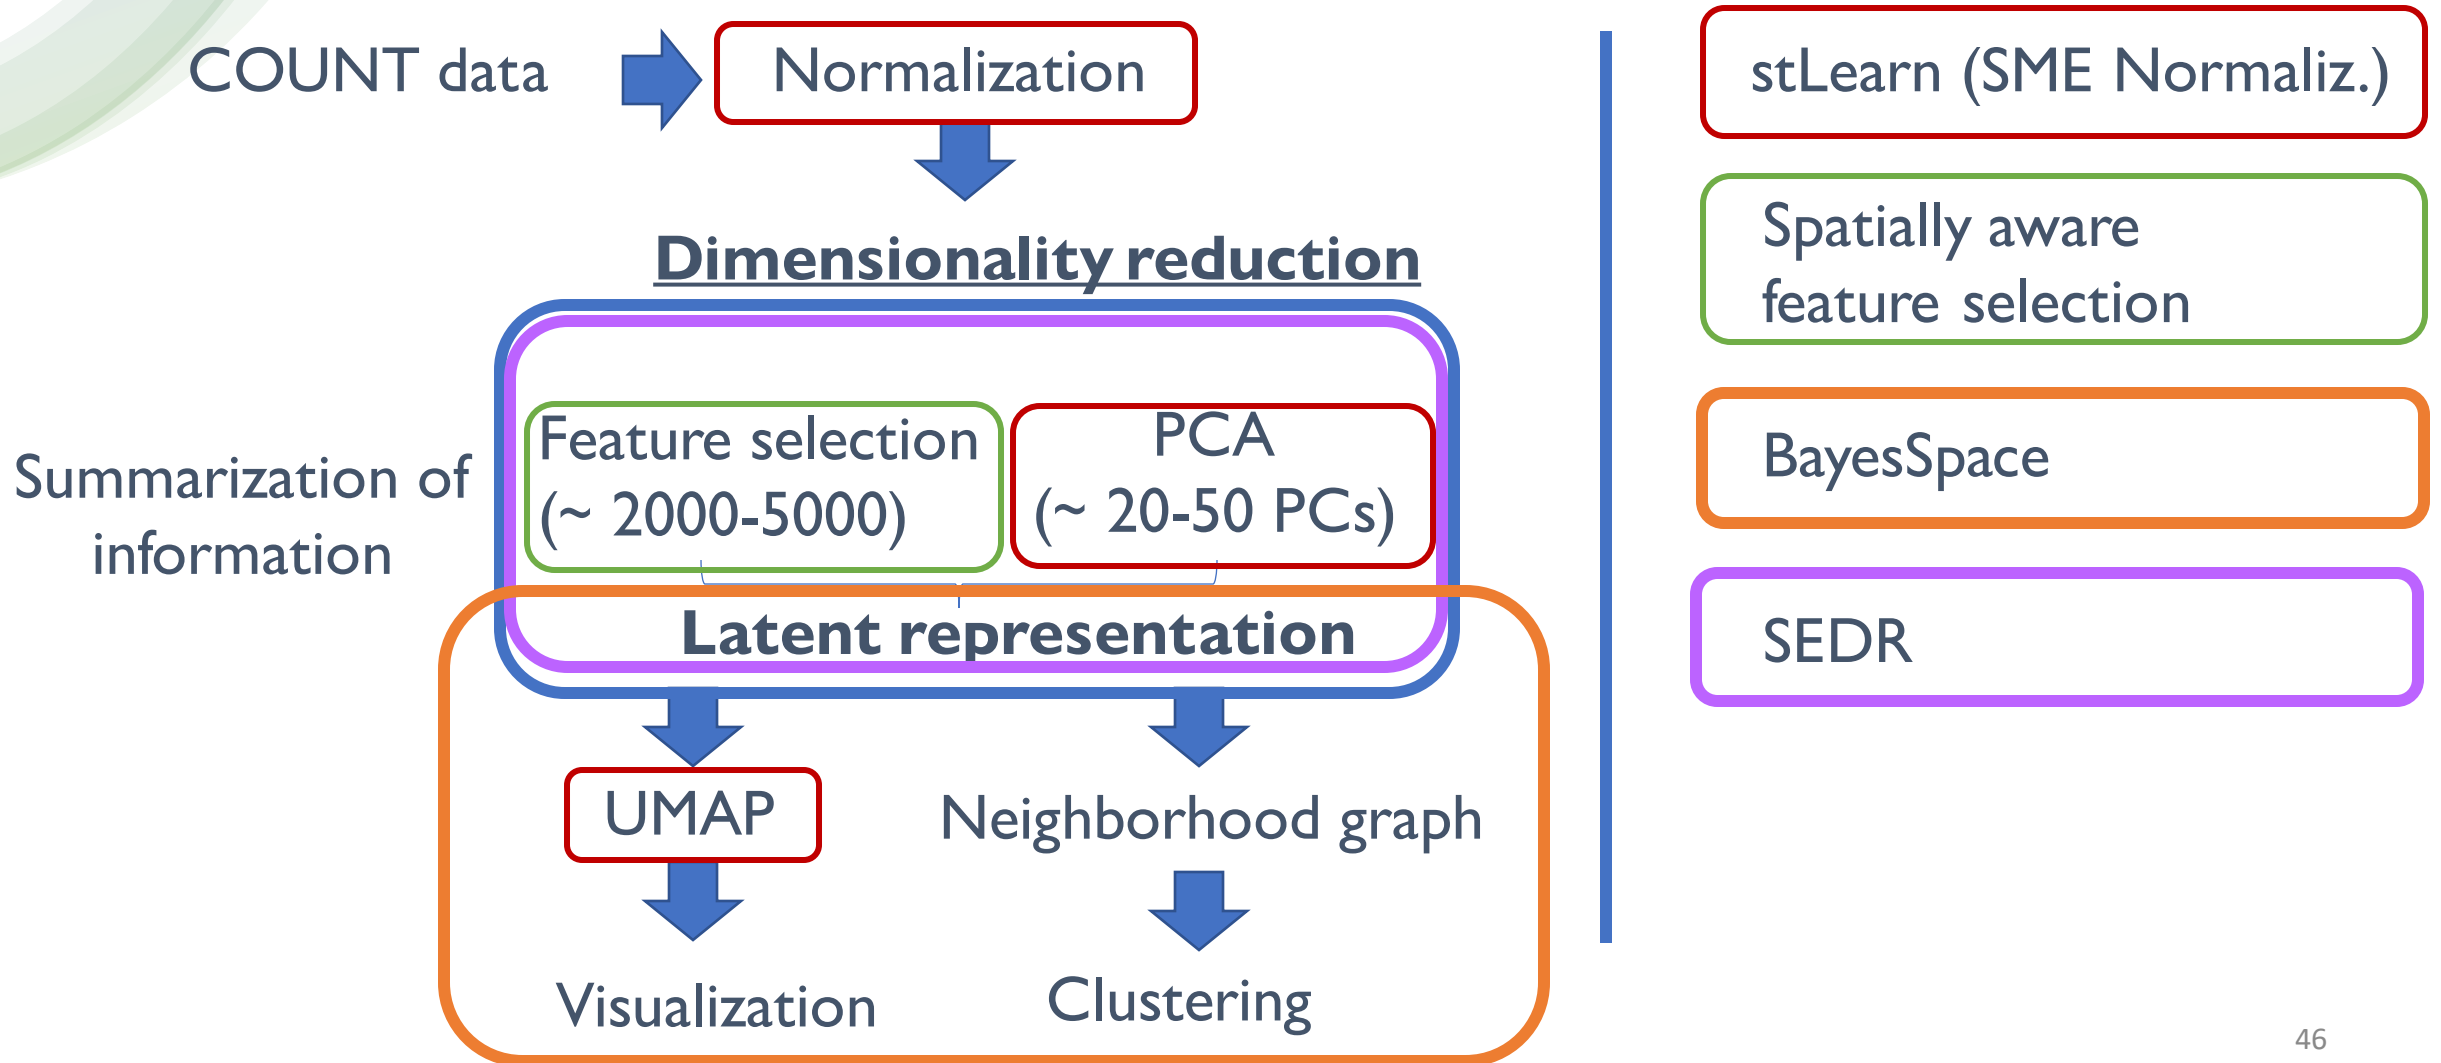 COUNT data
Normalization
Dimensionality reduction
Summarization of
information
Feature selection
(~ 2000-5000)
PCA
(~ 20-50 PCs)
Latent representation
UMAP
Neighborhood graph
Visualization
Clustering
stLearn (SME Normaliz.)
Spatially aware
feature selection
BayesSpace
SEDR
46